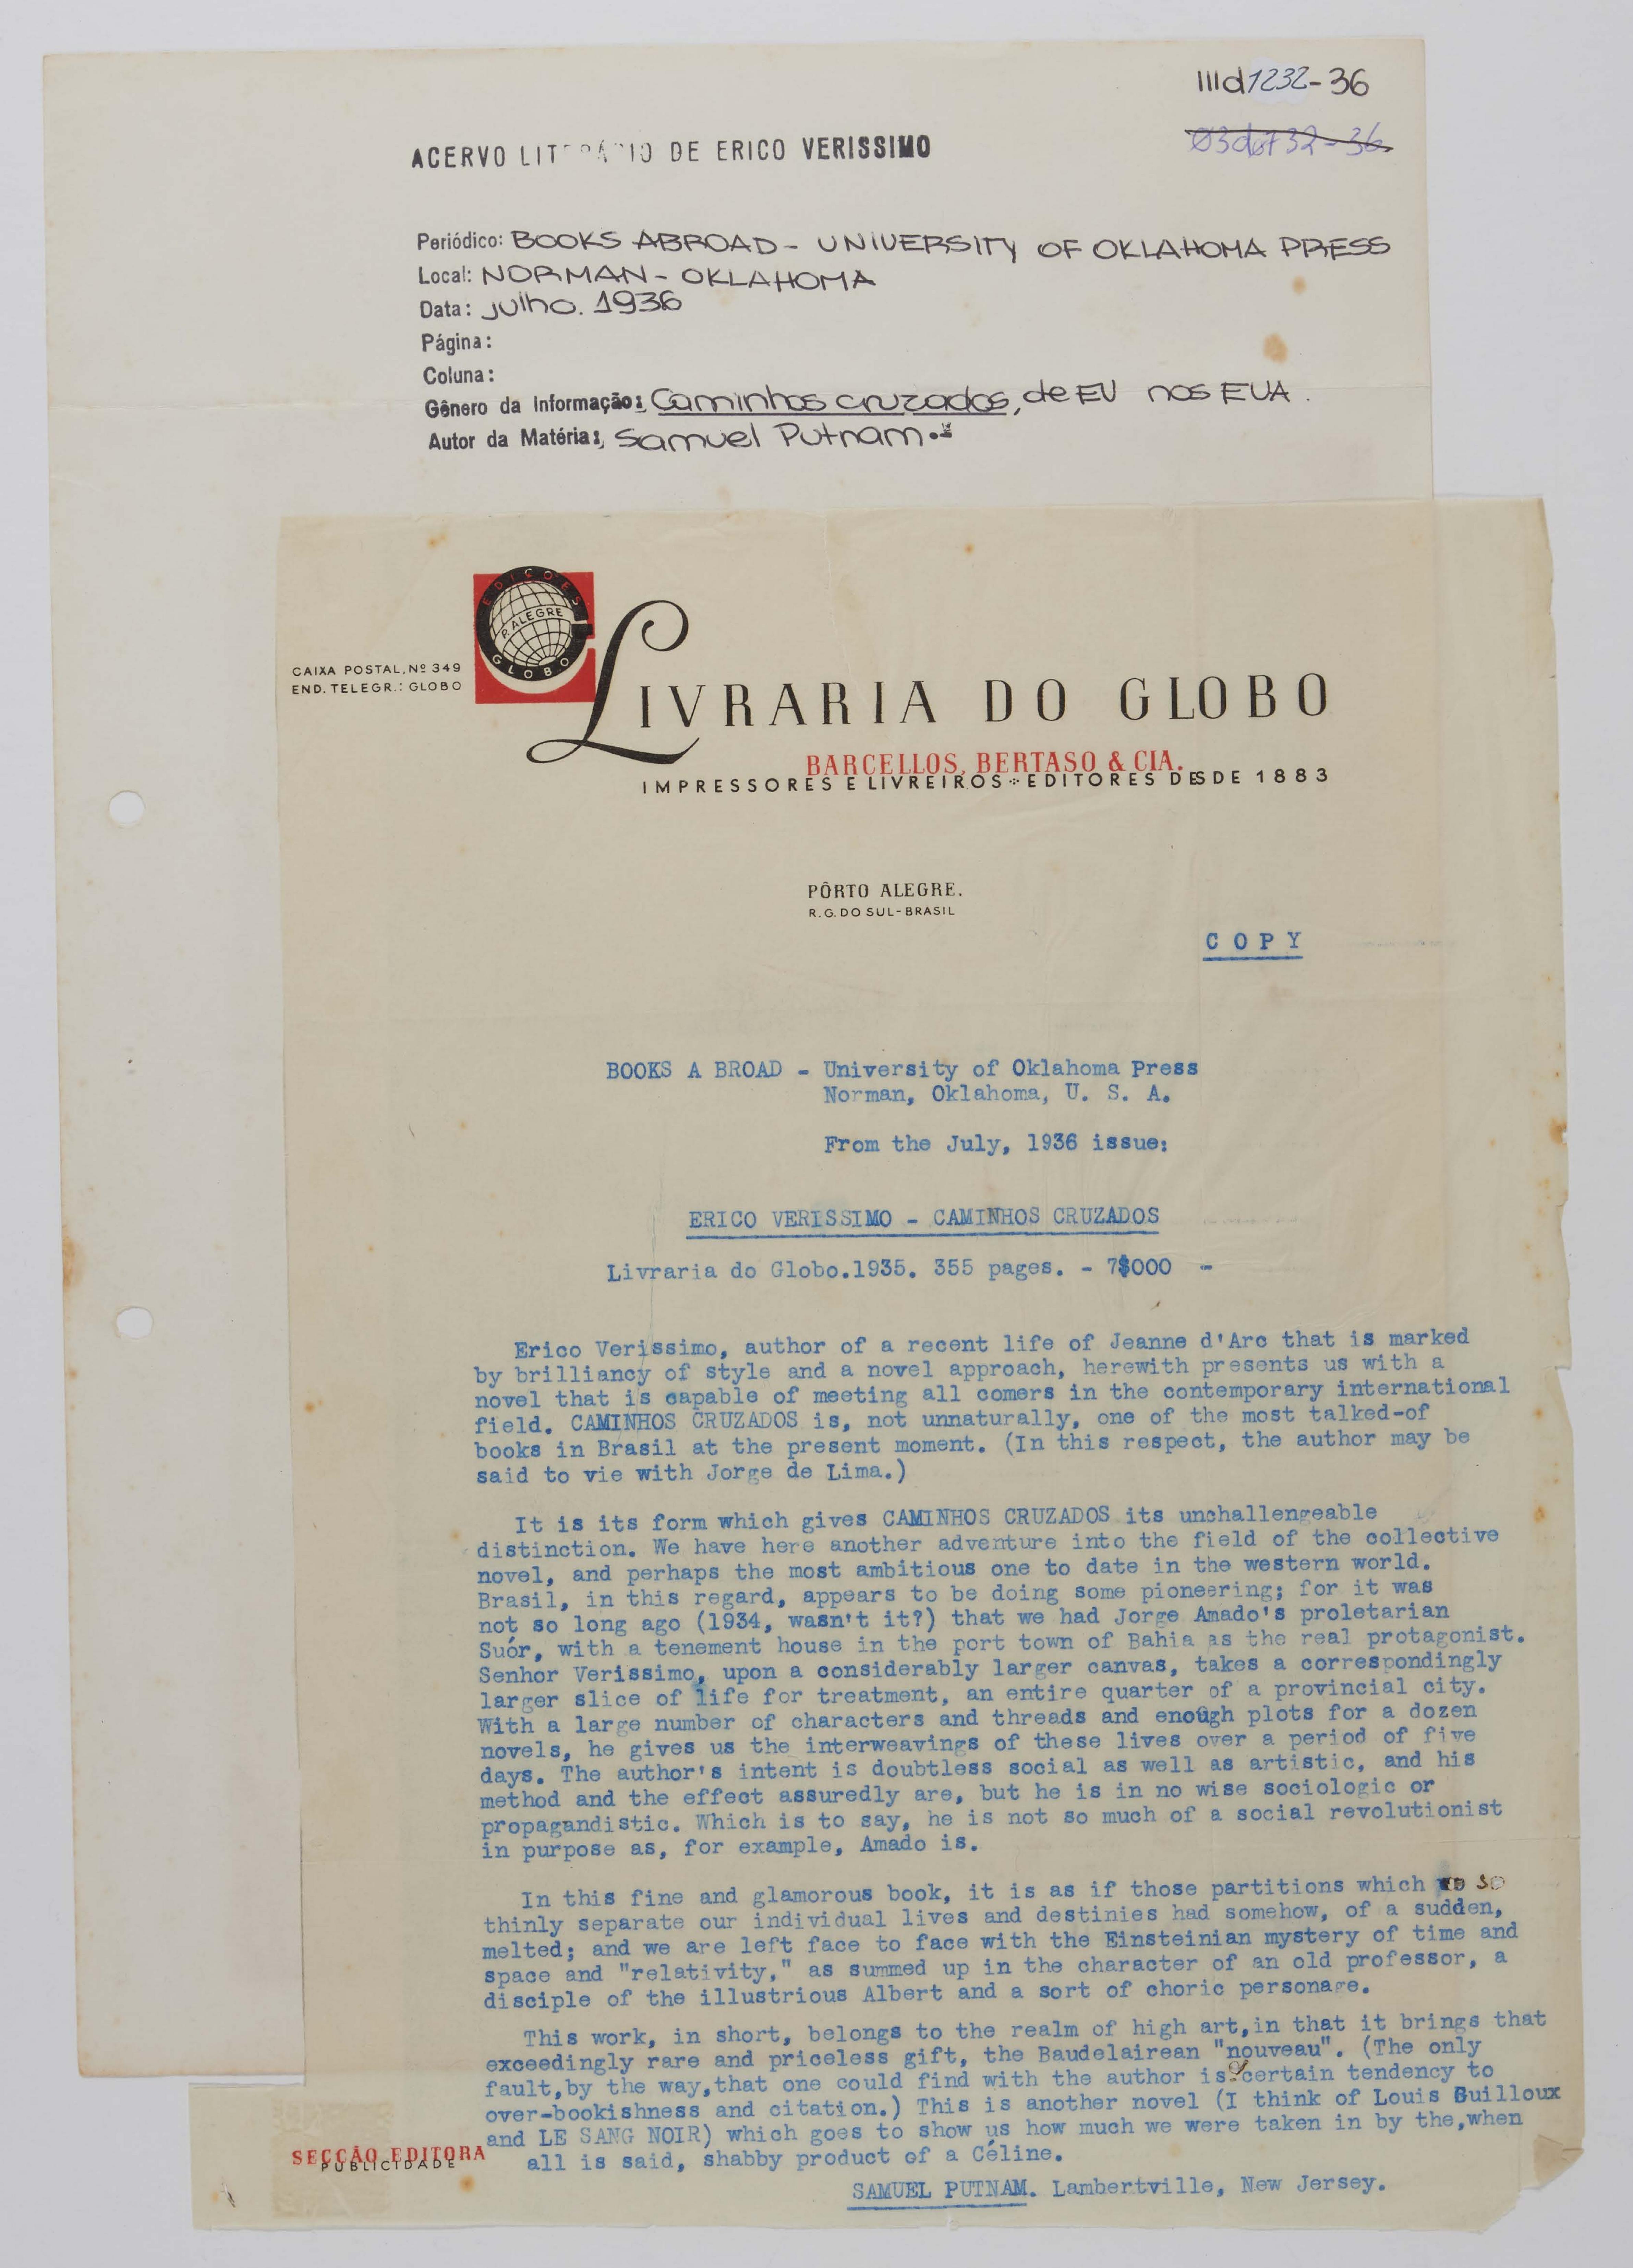 IIId1232-36
03d0732-36
ACERVO LITERÁRIO DE ERICO VERISSIMO
Periódico: BOOKS ABROAD - UNIVERSITY OF OKLAHOMA PRESS
Local: NORMAN - OKLAHOMA
Data: julho. 1936
Página:
Coluna:
Gênero da Informação: Caminhos cruzados, de EV nos EUA.
Autor da Matéria: Samuel Putnam.
EDIÇÕES
P. ALEGRE
GLOBO
CAIXA POSTAL, Nº 349
END. TELEGR.: GLOBO
LIVRARIA DO GLOBO
BARCELLOS, BERTASO & CIA.
IMPRESSORES E LIVREIROS · EDITORES DESDE 1883
PÔRTO ALEGRE.
R. G. DO SUL - BRASIL
COPY
BOOKS A BROAD - University of Oklahoma Press
Norman, Oklahoma, U. S. A.
From the July, 1936 issue:
ERICO VERISSIMO - CAMINHOS CRUZADOS
Livraria do Globo.1935. 355 pages. - 7$000 -
Erico Verissimo, author of a recent life of Jeanne d'Arc that is marked
by brilliancy of style and a novel approach, herewith presents us with a
novel that is capable of meeting all comers in the contemporary international
field. CAMINHOS CRUZADOS is, not unnaturally, one of the most talked-of
books in Brasil at the present moment. (In this respect, the author may be
said to vie with Jorge de Lima.)
It is its form which gives CAMINHOS CRUZADOS its unchallengeable
distinction. We have here another adventure into the field of the collective
novel, and perhaps the most ambitious one to date in the western world.
Brasil, in this regard, appears to be doing some pioneering; for it was
not so long ago (1934, wasn't it?) that we had Jorge Amado's proletarian
Suór, with a tenement house in the port town of Bahia as the real protagonist.
Senhor Verissimo, upon a considerably larger canvas, takes a correspondingly
larger slice of life for treatment, an entire quarter of a provincial city.
With a large number of characters and threads and enough plots for a dozen
novels, he gives us the interweavings of these lives over a period of five
days. The author's intent is doubtless social as well as artistic, and his
method and the effect assuredly are, but he is in no wise sociologic or
propagandistic. Which is to say, he is not so much of a social revolutionist
in purpose as, for example, Amado is.
In this fine and glamorous book, it is as if those partitions which so
thinly separate our individual lives and destinies had somehow, of a sudden,
melted; and we are left face to face with the Einsteinian mystery of time and
space and "relativity," as summed up in the character of an old professor, a
disciple of the illustrious Albert and a sort of choric personage.
This work, in short, belongs to the realm of high art,in that it brings that
exceedingly rare and priceless gift, the Baudelairean "nouveau". (The only
fault,by the way,that one could find with the author is a certain tendency to
over-bookishness and citation.) This is another novel (I think of Louis Guilloux
and LE SANG NOIR) which goes to show us how much we were taken in by the,when
all is said, shabby product of a Céline.
SECÇÃO EDITORA
PUBLICIDADE
SAMUEL PUTNAM. Lambertville, New Jersey.